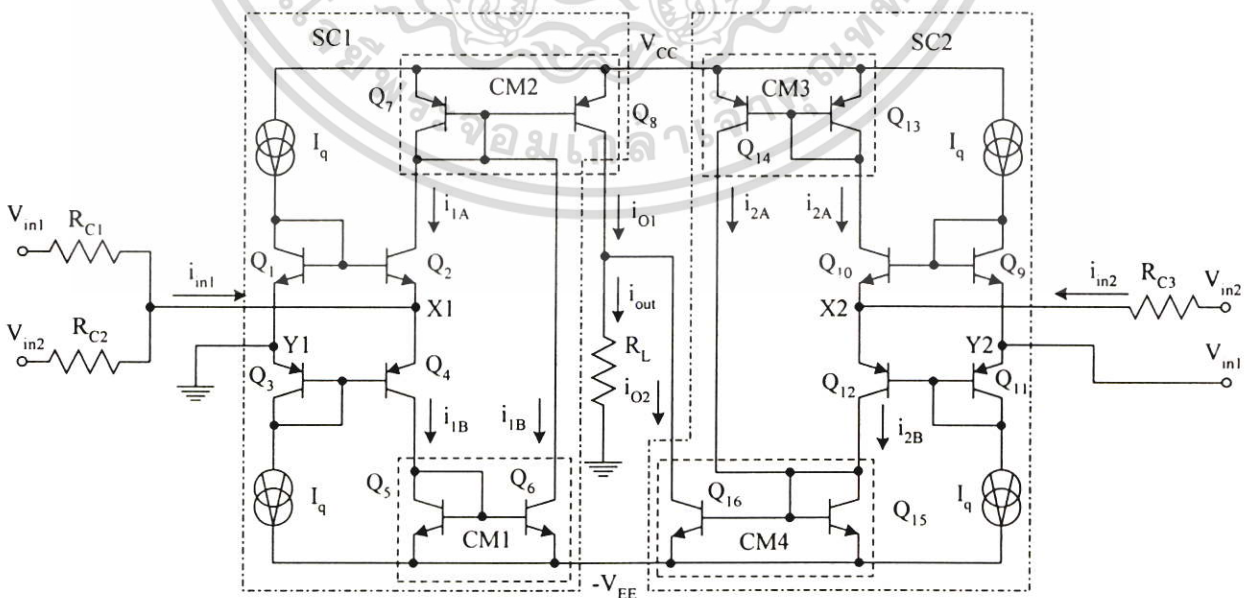 SC1
V_CC
SC2
CM2
CM3
Q_7
Q_8
Q_14
Q_13
I_q
I_q
i_1A
i_O1
i_2A
i_2A
V_in1
R_C1
Q_1
Q_2
Q_10
Q_9
i_in1
X1
i_out
X2
i_in2
R_C3
V_in2
V_in2
R_C2
Y1
R_L
Y2
V_in1
Q_3
Q_4
i_O2
Q_12
Q_11
i_1B
i_1B
i_2B
I_q
Q_5
Q_6
Q_16
Q_15
I_q
CM1
CM4
-V_EE